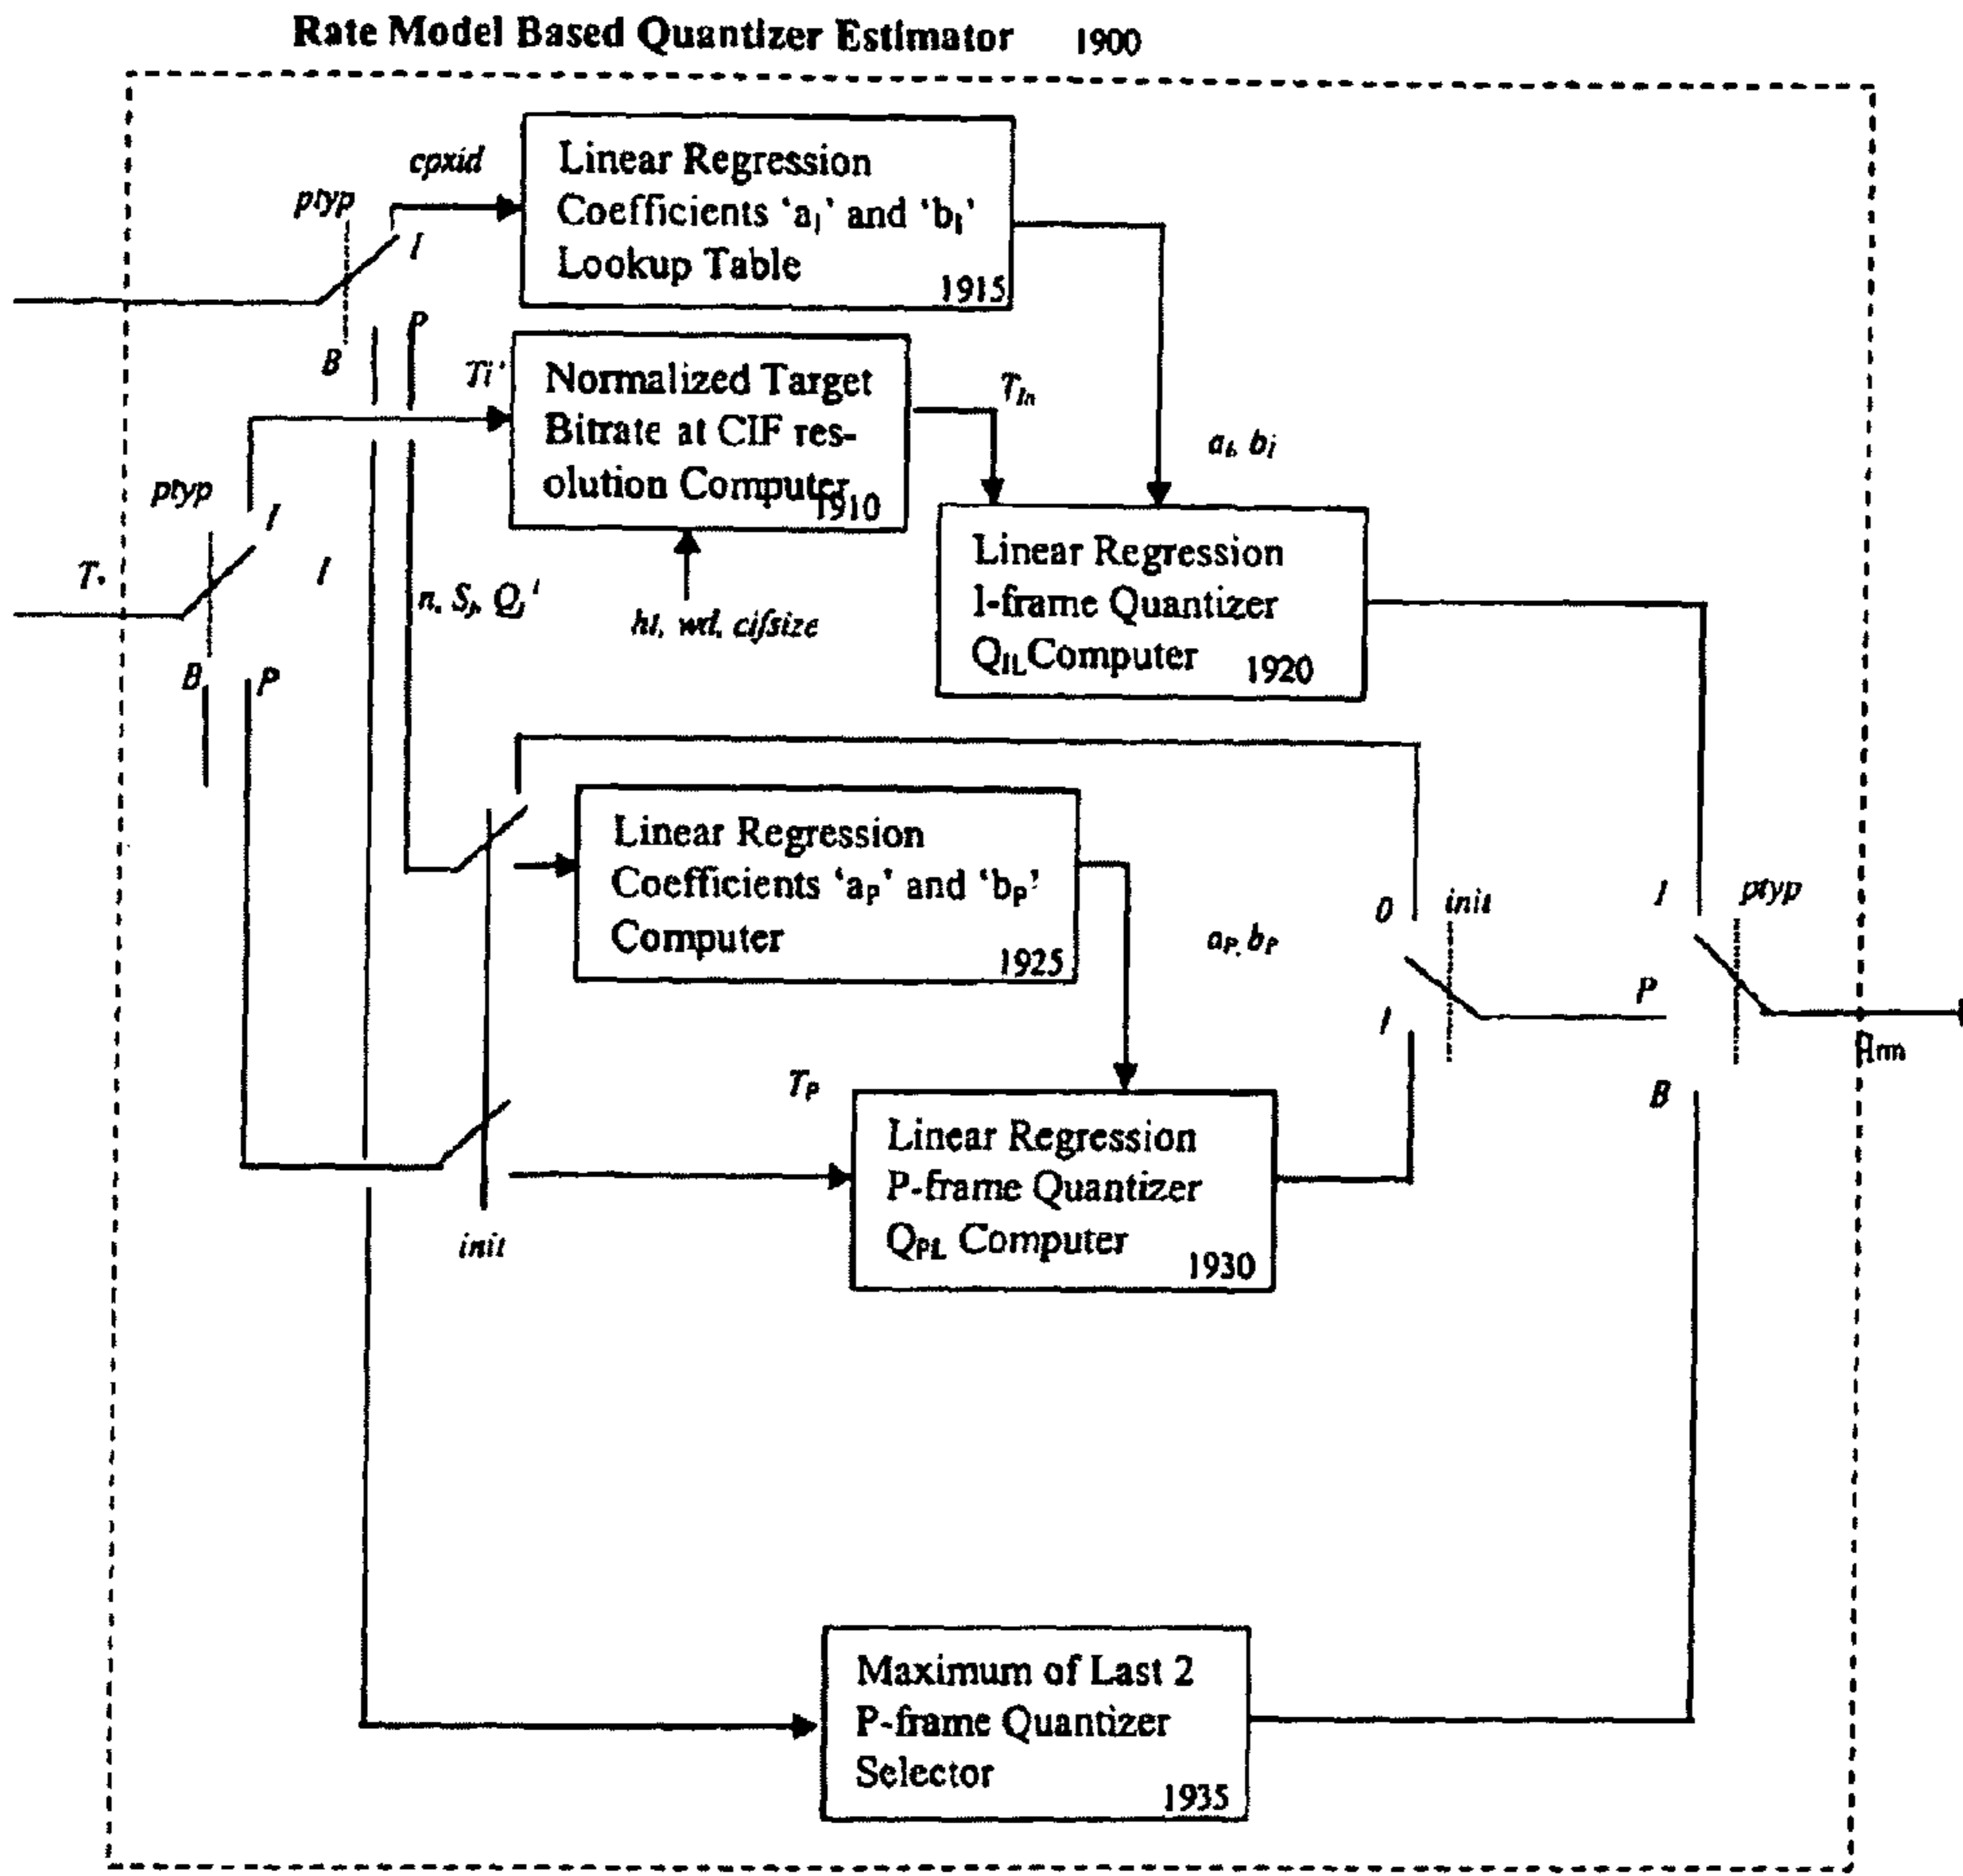 Rate Model Based Quantizer Estimator 1900
cpxid
ptyp
I
P
B
Linear Regression
Coefficients ‘aI’ and ‘bI’
Lookup Table
1915
Ti'
Normalized Target
Bitrate at CIF res-
olution Computer
1910
TIn
aI, bI
ptyp
I
I
B
P
n, Sj, Qj'
ht, wd, cifsize
Linear Regression
I-frame Quantizer
QIL Computer
1920
Linear Regression
Coefficients ‘aP’ and ‘bP’
Computer
1925
aP, bP
0
init
1
I
ptyp
P
B
TP
init
Linear Regression
P-frame Quantizer
QPL Computer
1930
Maximum of Last 2
P-frame Quantizer
Selector
1935